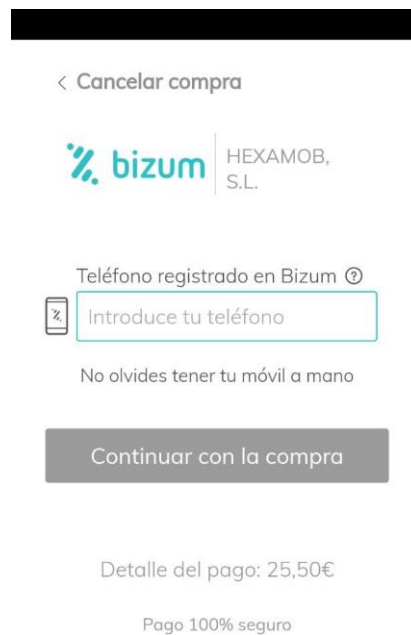 < Cancelar compra
bizum
HEXAMOB,
S.L.
Teléfono registrado en Bizum ?
Introduce tu teléfono
No olvides tener tu móvil a mano
Continuar con la compra
Detalle del pago: 25,50€
Pago 100% seguro